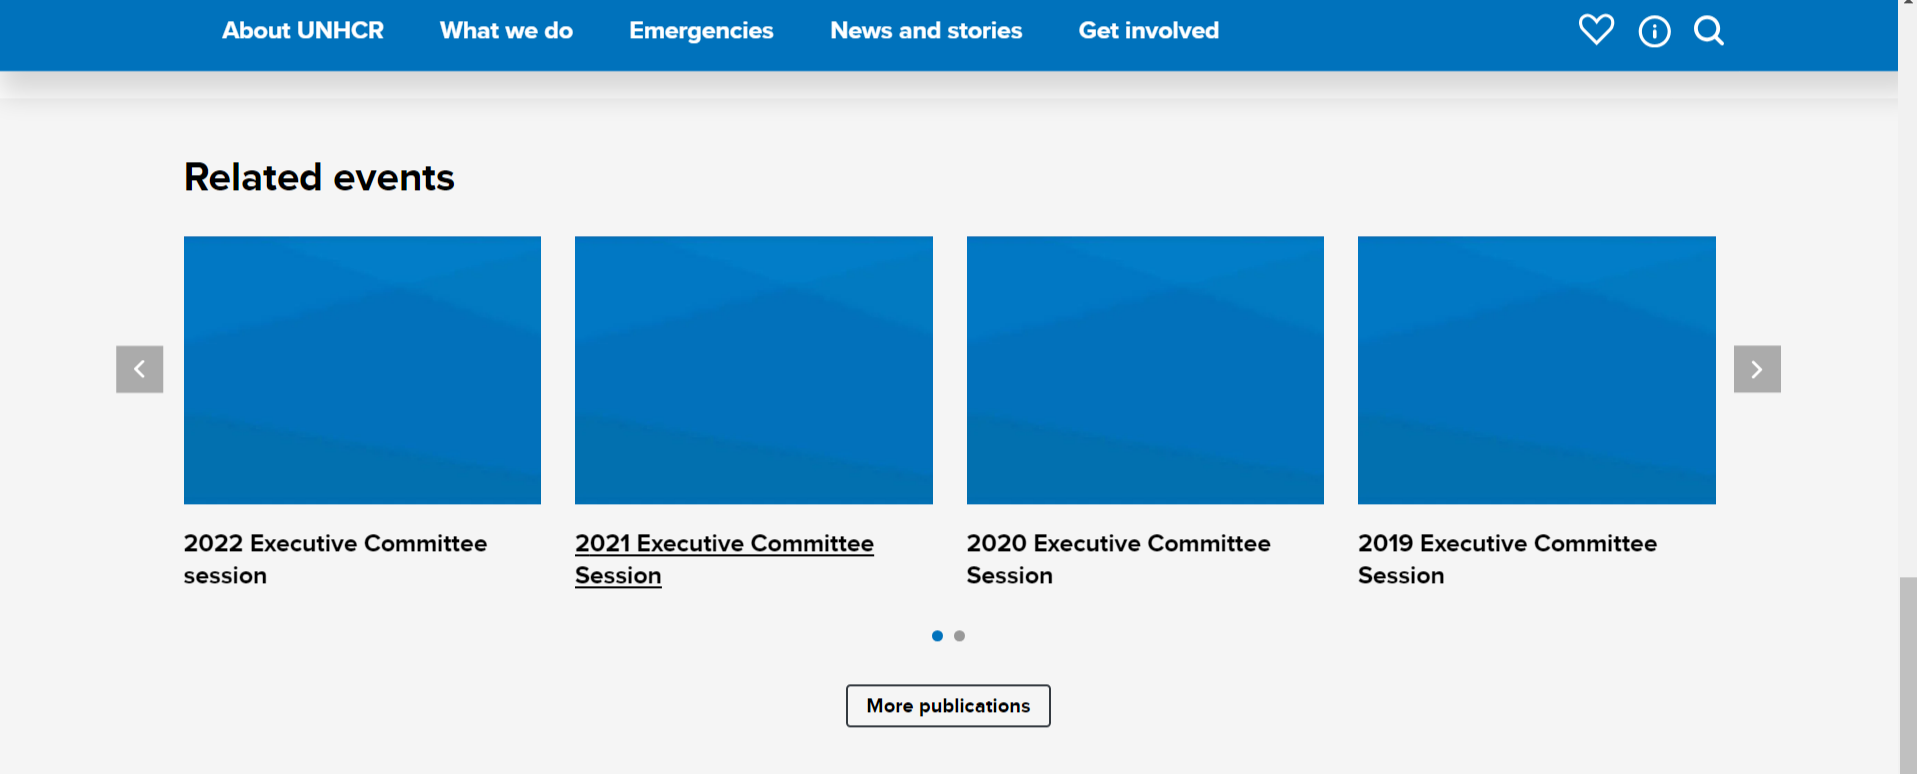 About UNHCR What we do Emergencies News and stories Get involved
Related events
2022 Executive Committee
session
2021 Executive Committee
Session
2020 Executive Committee
Session
2019 Executive Committee
Session
More publications